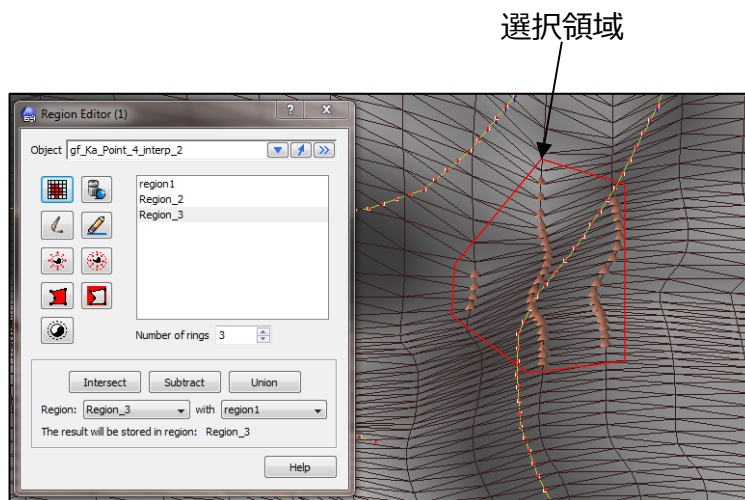 選択領域
Region Editor (1)
Object gf_Ka_Point_4_interp_2
region1
Region_2
Region_3
Number of rings 3
Intersect Subtract Union
Region: Region_3 with region1
The result will be stored in region: Region_3
Help